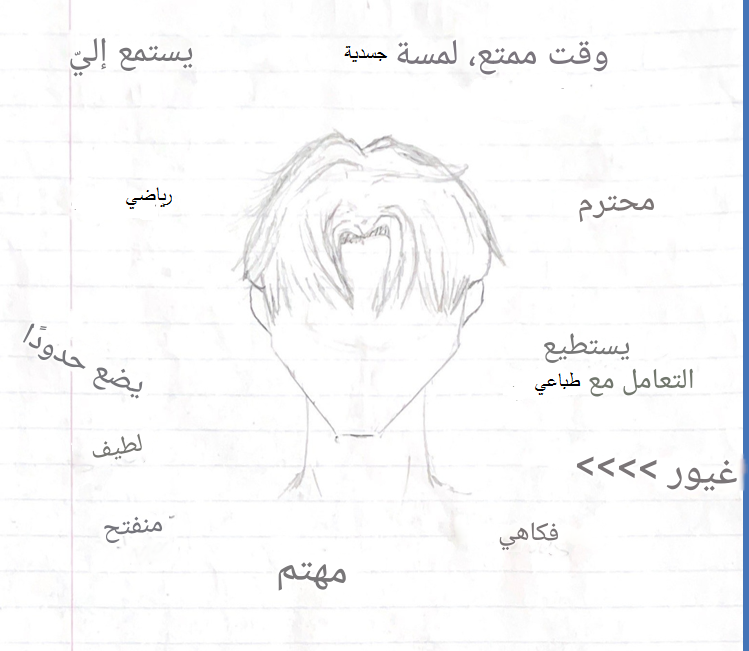 وقت ممتع، لمسة جسدية
يستمع إليّ
محترم
رياضي
يستطيع
التعامل مع طباعي
يضع حدودًا
غيور >>>>
لطيف
فكاهي
منفتح
مهتم